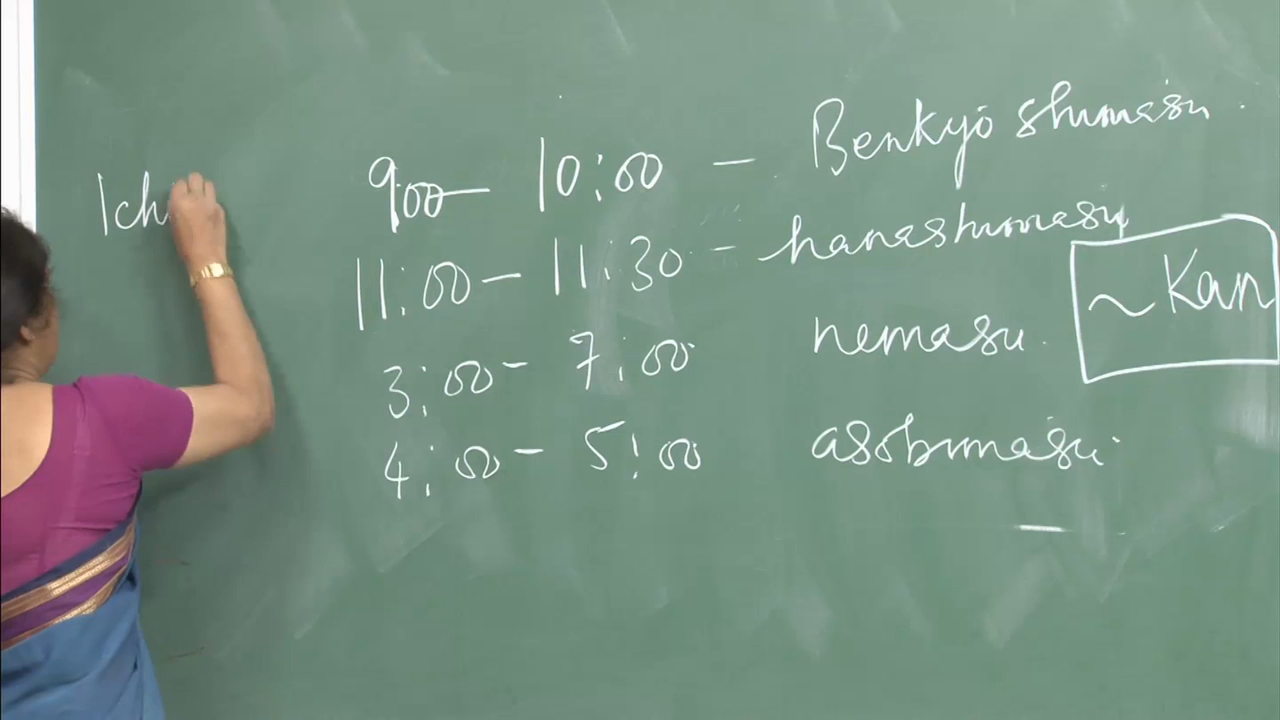 Ich
9:00 - 10:00 - Benkyō shimasu.
11:00 - 11:30 - hanashimasu
~ Kan
3:00 - 7:00 nemasu.
4:00 - 5:00 asobimasu.